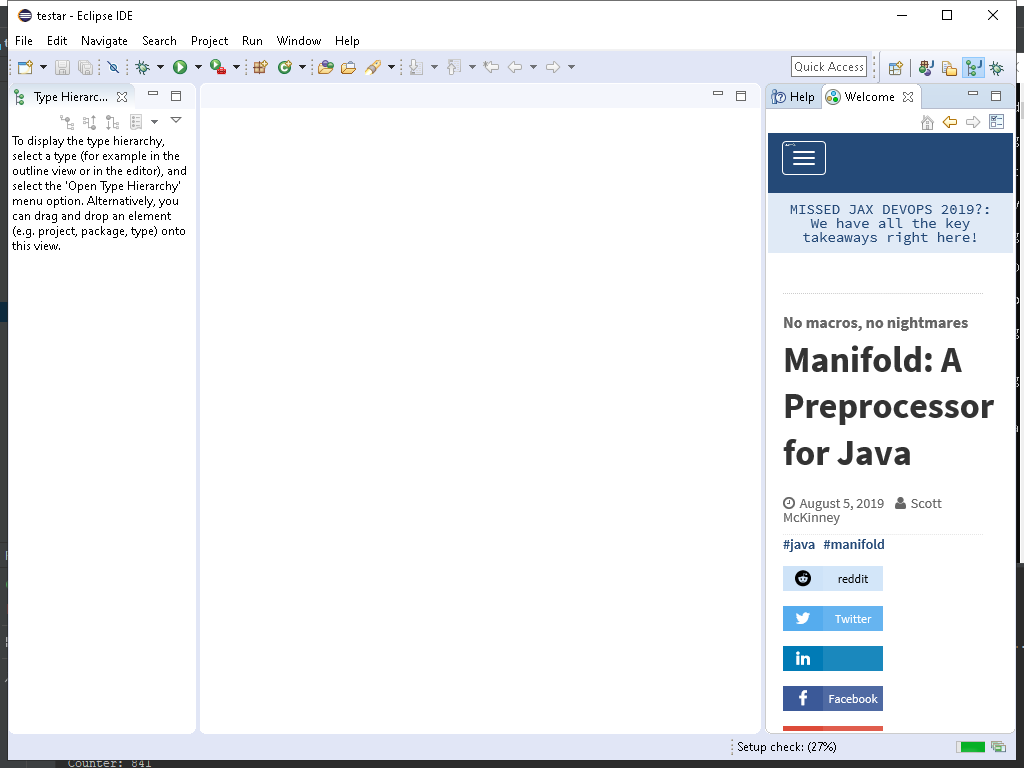 testar - Eclipse IDE
File Edit Navigate Search Project Run Window Help
Quick Access
Type Hierarc...
Help Welcome
To display the type hierarchy,
select a type (for example in the
outline view or in the editor), and
select the 'Open Type Hierarchy'
menu option. Alternatively, you
can drag and drop an element
(e.g. project, package, type) onto
this view.
MISSED JAX DEVOPS 2019?:
We have all the key
takeaways right here!
No macros, no nightmares
Manifold: A
Preprocessor
for Java
August 5, 2019 Scott
McKinney
#java #manifold
reddit
Twitter
in
f Facebook
Setup check: (27%)
Counter: 841